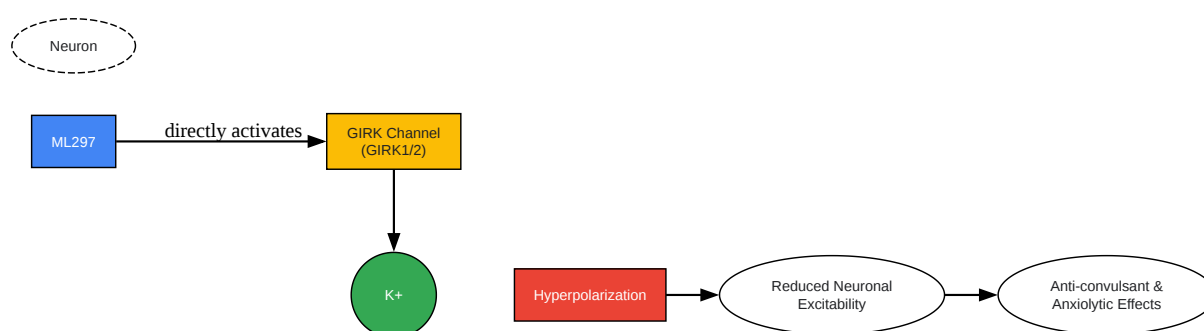 Neuron
ML297
directly activates
GIRK Channel
(GIRK1/2)
K+
Hyperpolarization
Reduced Neuronal
Excitability
Anti-convulsant &
Anxiolytic Effects